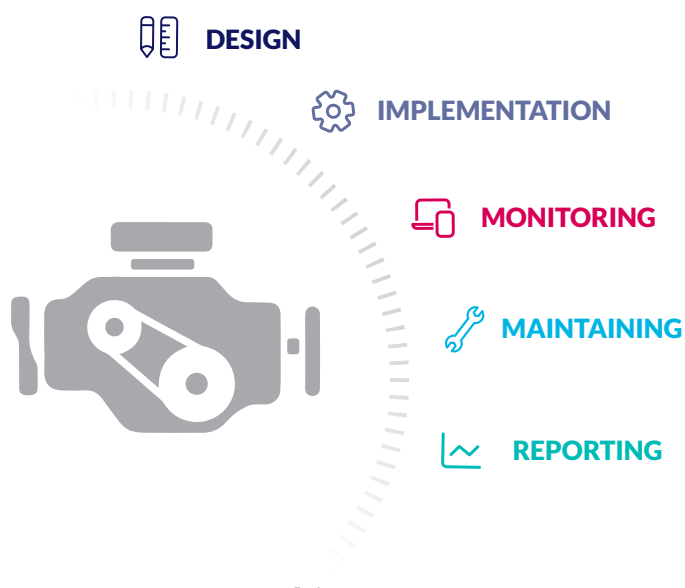 DESIGN
IMPLEMENTATION
MONITORING
MAINTAINING
REPORTING